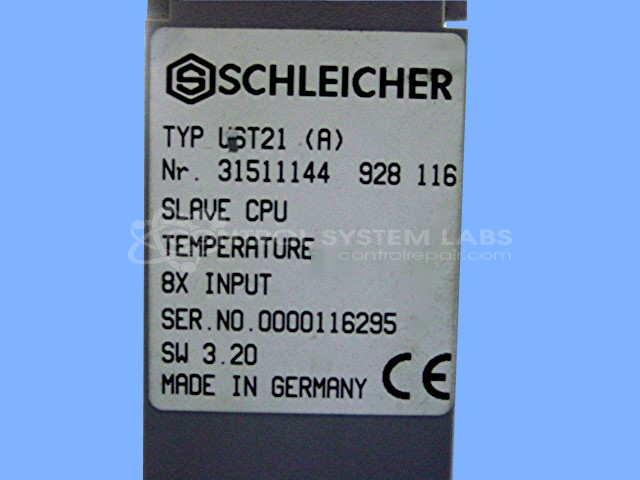 SCHLEICHER
TYP UST21 (A)
Nr. 31511144 928 116
SLAVE CPU
CONTROL SYSTEM LABS
TEMPERATURE
controlrepair.com
8X INPUT
SER.NO.0000116295
SW 3.20
MADE IN GERMANY CE